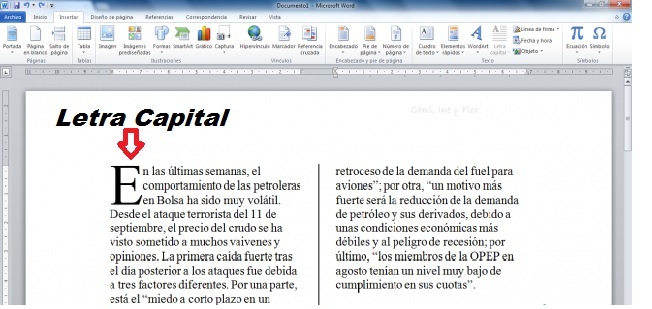 Documento2 - Microsoft Word
Archivo Inicio Insertar Diseño de página Referencias Correspondencia Revisar Vista
Portada Página en blanco Salto de página Tabla Imagen Imágenes prediseñadas Formas SmartArt Gráfico Captura Hipervínculo Marcador Referencia cruzada Encabezado Pie de página Número de página Cuadro de texto Elementos rápidos WordArt Letra capital Línea de firma Fecha y hora Objeto Ecuación Símbolo
Páginas Tablas Ilustraciones Vínculos Encabezado y pie de página Texto Símbolos
Letra Capital
En las últimas semanas, el
comportamiento de las petroleras
en Bolsa ha sido muy volátil.
Desde el ataque terrorista del 11 de
septiembre, el precio del crudo se ha
visto sometido a muchos vaivenes y
opiniones. La primera caída fuerte tras
el día posterior a los ataques fue debida
a tres factores diferentes. Por una parte,
está el “miedo a corto plazo en un
retroceso de la demanda del fuel para
aviones”; por otra, “un motivo más
fuerte será la reducción de la demanda
de petróleo y sus derivados, debido a
unas condiciones económicas más
débiles y al peligro de recesión; por
último, “los miembros de la OPEP en
agosto tenían un nivel muy bajo de
cumplimiento en sus cuotas”.